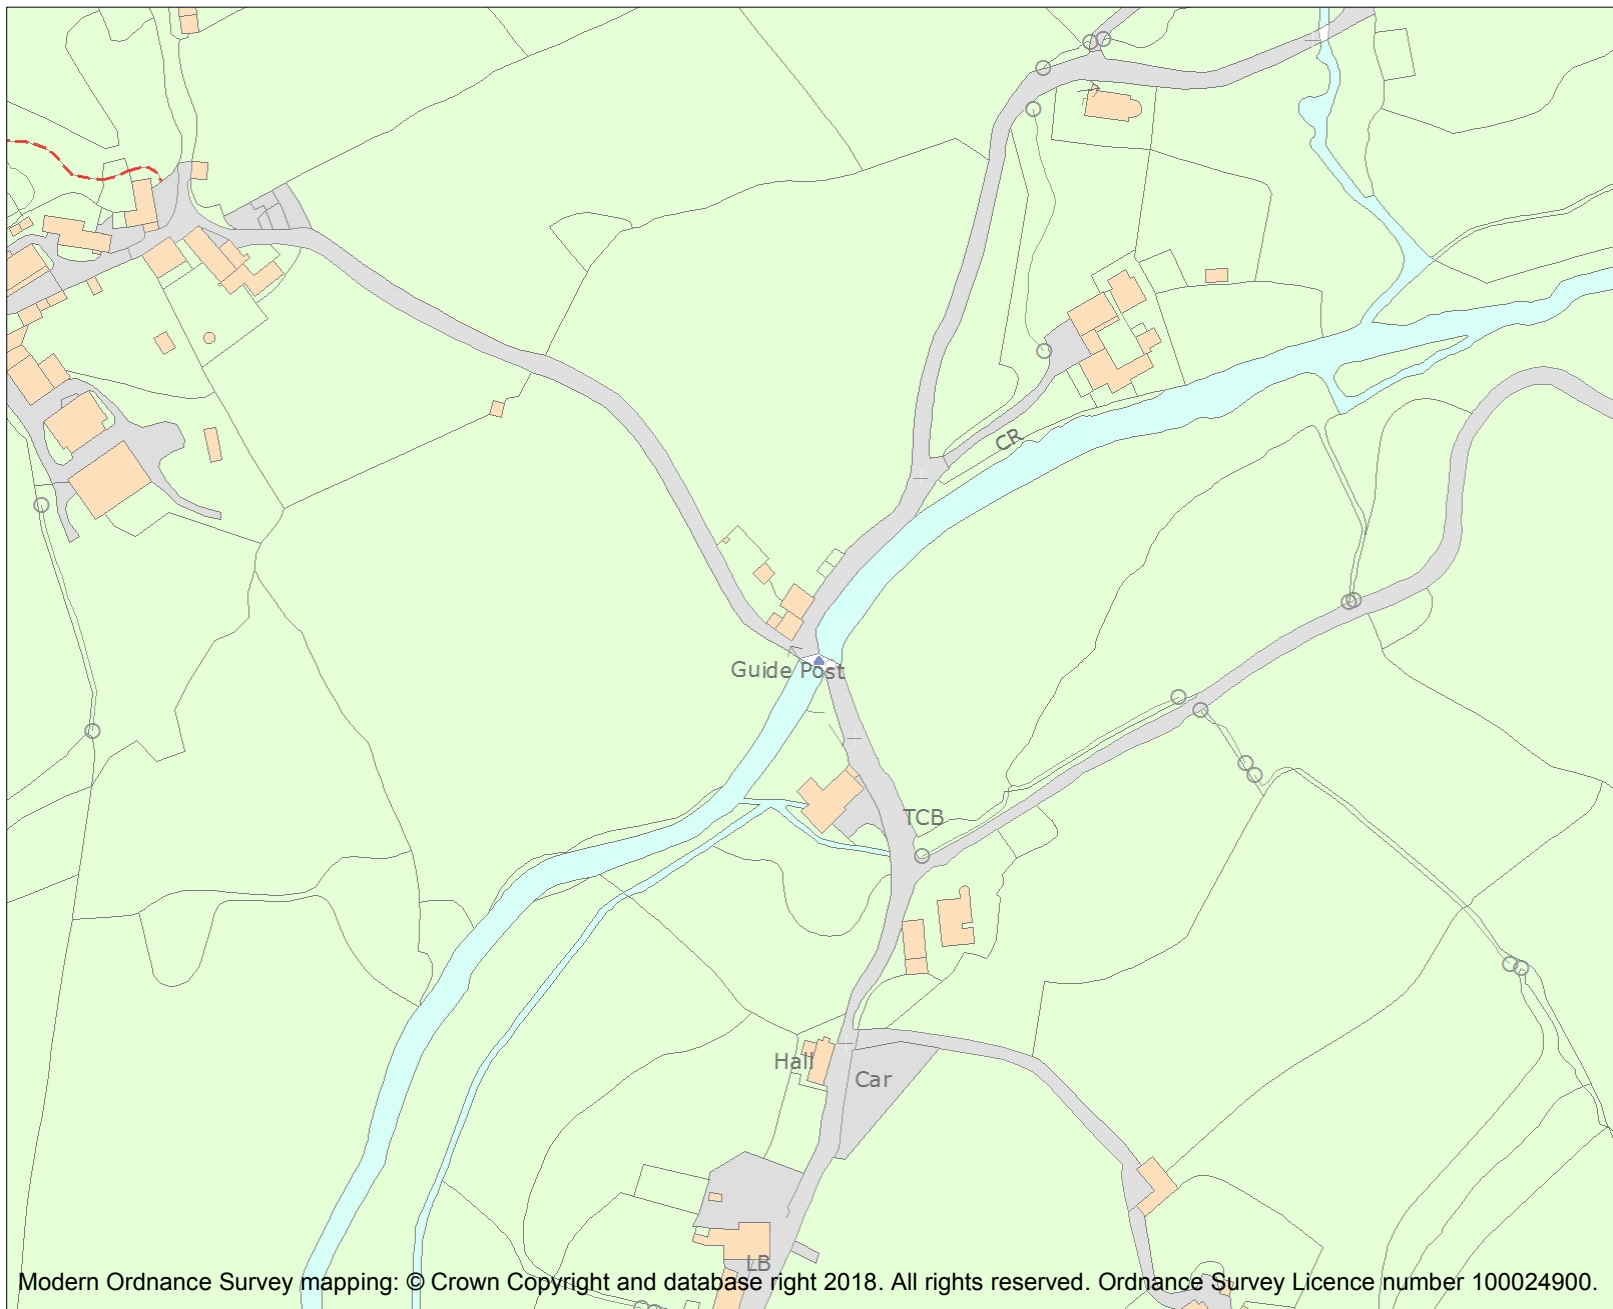 CR
Guide Post
TCB
Hall
Car
LB
Modern Ordnance Survey mapping: © Crown Copyright and database right 2018. All rights reserved. Ordnance Survey Licence number 100024900.